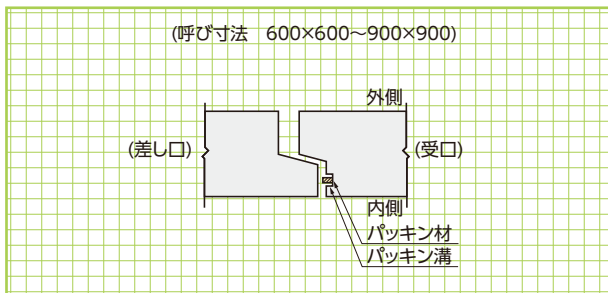 (呼び寸法　600×600〜900×900)
外側
(差し口)
(受口)
内側
パッキン材
パッキン溝